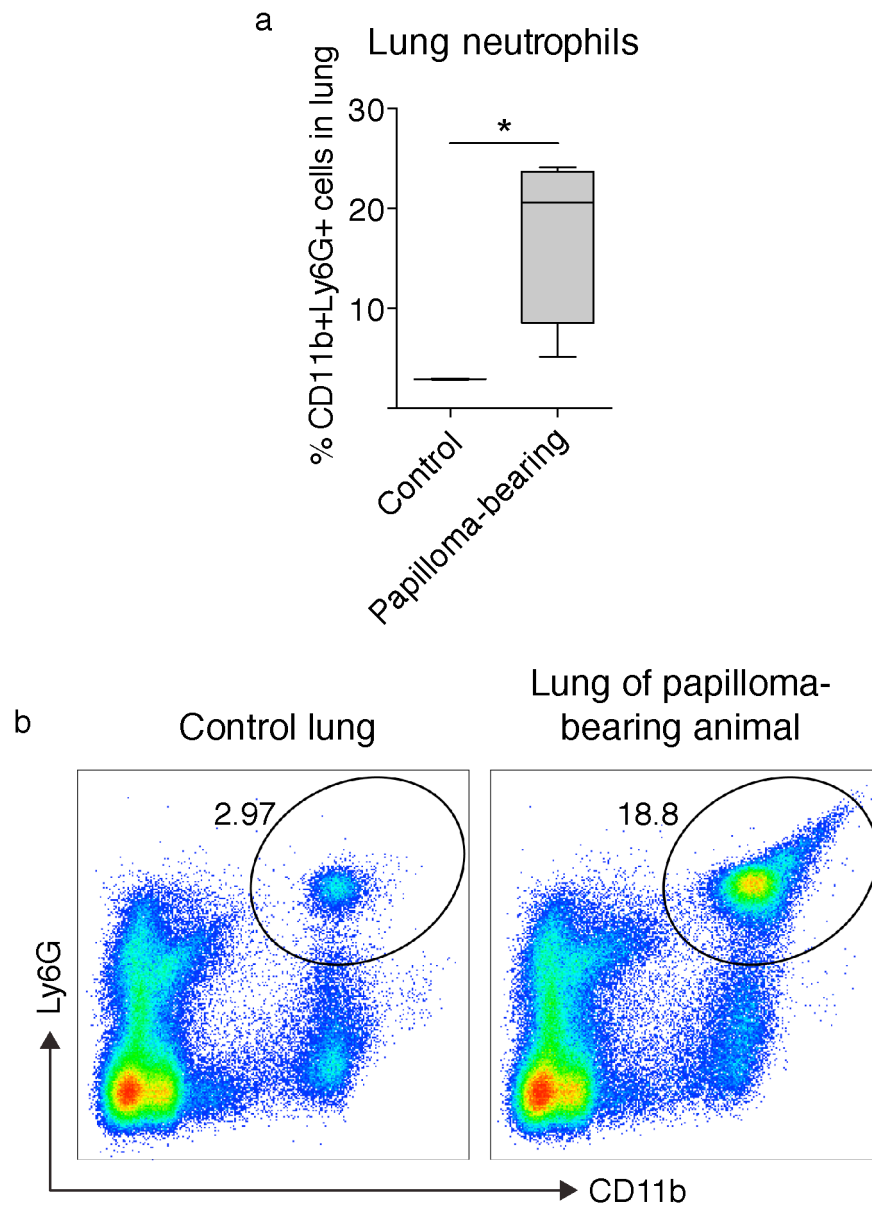 a
Lung neutrophils
% CD11b+Ly6G+ cells in lung
30
*
20
10
Control
Papilloma-bearing
b
Control lung
Lung of papilloma-
bearing animal
2.97
18.8
Ly6G
CD11b